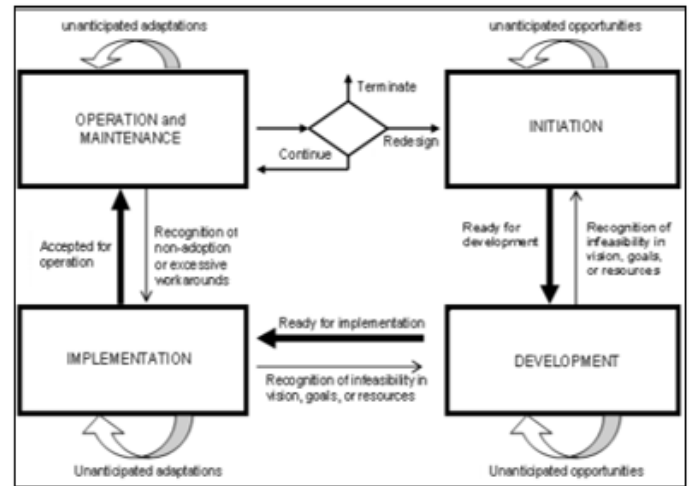 unanticipated adaptations
unanticipated opportunities
Terminate
OPERATION and
MAINTENANCE
INITIATION
Continue
Redesign
Accepted for
operation
Recognition of
non-adoption
or excessive
workarounds
Ready for
development
Recognition of
infeasibility in
vision, goals,
or resources
Ready for implementation
IMPLEMENTATION
DEVELOPMENT
Recognition of infeasibility in
vision, goals, or resources
Unanticipated adaptations
Unanticipated opportunities